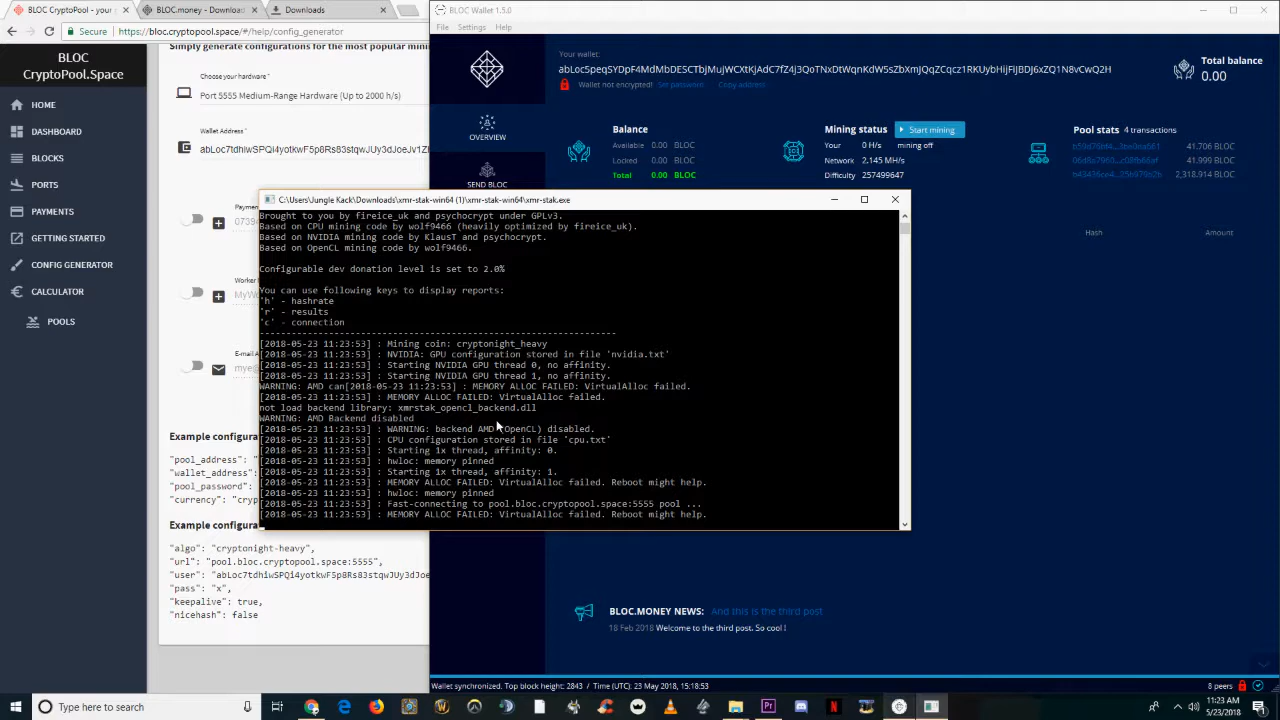 BLOC CryptoPool - your
BLOC.money - Download
Downloads
Secure
https://bloc.cryptopool.space/#/help/config_generator
BLOC
CryptoPool.Space
HOME
DASHBOARD
BLOCKS
PORTS
PAYMENTS
GETTING STARTED
CONFIG GENERATOR
CALCULATOR
POOLS
Simply generate configurations for the most popular
Choose your hardware *
Port 5555 Medium-Range Hardware (Up to 2000 h/s)
Wallet Address *
Example configura
"pool_address": "
"wallet_address":
"pool_password":
"currency": "cryp
Example configura
"algo": "cryptonight-heavy",
"url": "pool.bloc.cryptopool.space:5555",
"user": "abLoc7tdhiwSPQi4yotkwF5p8Rs83stqwJUy3dJoe
"pass": "x",
"keepalive": true,
"nicehash": false
BLOC Wallet 1.5.0
File Settings Help
OVERVIEW
SEND BLOC
Your wallet:
Wallet not encrypted! Set password Copy address
Total balance
0.00
Balance
Available 0.00 BLOC
Locked 0.00 BLOC
Total 0.00 BLOC
Mining status
Start mining
Your 0 H/s mining off
Network 2,145 MH/s
Difficulty 257499647
Pool stats 4 transactions
41.706 BLOC
41.999 BLOC
2,318.914 BLOC
Hash Amount
C:\Users\Jungle Kack\Downloads\xmr-stak-win64 (1)\xmr-stak-win64\xmr-stak.exe
Brought to you by fireice_uk and psychocrypt under GPLv3.
Based on CPU mining code by wolf9466 (heavily optimized by fireice_uk).
Based on NVIDIA mining code by KlausT and psychocrypt.
Based on OpenCL mining code by wolf9466.
Configurable dev donation level is set to 2.0%
You can use following keys to display reports:
'h' - hashrate
'r' - results
'c' - connection
-------------------------------------------------------------------
[2018-05-23 11:23:53] : Mining coin: cryptonight_heavy
[2018-05-23 11:23:53] : NVIDIA: GPU configuration stored in file 'nvidia.txt'
[2018-05-23 11:23:53] : Starting NVIDIA GPU thread 0, no affinity.
[2018-05-23 11:23:53] : Starting NVIDIA GPU thread 1, no affinity.
WARNING: AMD can[2018-05-23 11:23:53] : MEMORY ALLOC FAILED: VirtualAlloc failed.
[2018-05-23 11:23:53] : MEMORY ALLOC FAILED: VirtualAlloc failed.
not load backend library: xmrstak_opencl_backend.dll
WARNING: AMD Backend disabled
[2018-05-23 11:23:53] : WARNING: backend AMD (OpenCL) disabled.
[2018-05-23 11:23:53] : CPU configuration stored in file 'cpu.txt'
[2018-05-23 11:23:53] : Starting 1x thread, affinity: 0.
[2018-05-23 11:23:53] : hwloc: memory pinned
[2018-05-23 11:23:53] : Starting 1x thread, affinity: 1.
[2018-05-23 11:23:53] : MEMORY ALLOC FAILED: VirtualAlloc failed. Reboot might help.
[2018-05-23 11:23:53] : hwloc: memory pinned
[2018-05-23 11:23:53] : Fast-connecting to pool.bloc.cryptopool.space:5555 pool ...
[2018-05-23 11:23:53] : MEMORY ALLOC FAILED: VirtualAlloc failed. Reboot might help.
BLOC.MONEY NEWS: And this is the third post
18 Feb 2018 Welcome to the third post. So cool !
Wallet synchronized. Top block height: 2843 / Time (UTC): 23 May 2018, 15:18:53
8 peers
Type here to search
11:23 AM
5/23/2018